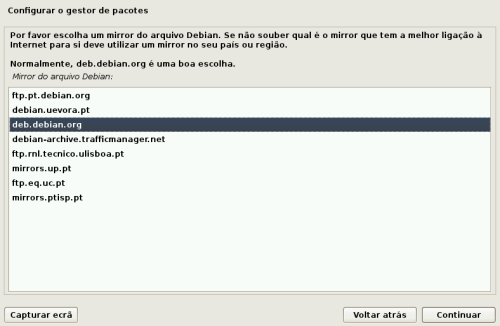 Configurar o gestor de pacotes
Por favor escolha um mirror do arquivo Debian. Se não souber qual é o mirror que tem a melhor ligação à
Internet para si deve utilizar um mirror no seu país ou região.
Normalmente, deb.debian.org é uma boa escolha.
Mirror do arquivo Debian:
ftp.pt.debian.org
debian.uevora.pt
deb.debian.org
debian-archive.trafficmanager.net
ftp.rnl.tecnico.ulisboa.pt
mirrors.up.pt
ftp.eq.uc.pt
mirrors.ptisp.pt
Capturar ecrã Voltar atrás Continuar